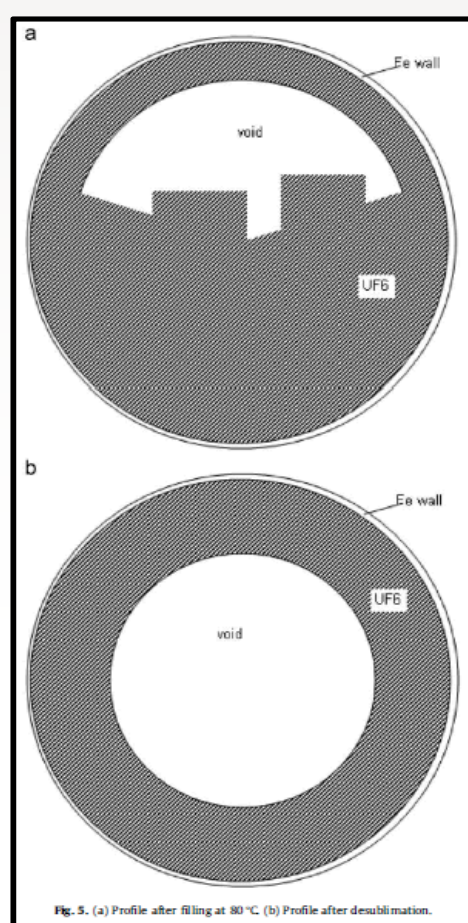 a
Fe wall
void
UF6
b
Fe wall
UF6
void
Fig. 5. (a) Profile after filling at 80 °C. (b) Profile after desublimation.